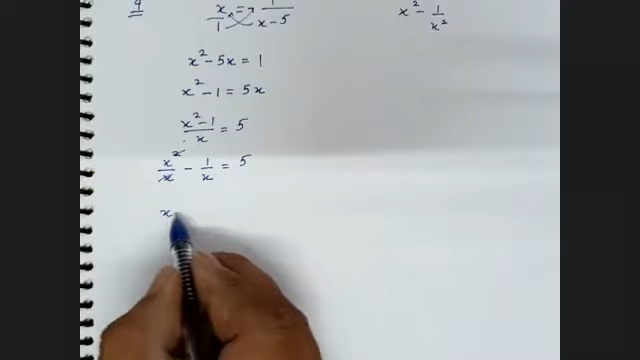 9
x/1 = 1/(x-5)
x² - 1/x²
x² - 5x = 1
x² - 1 = 5x
(x² - 1)/x = 5
x²/x - 1/x = 5
x